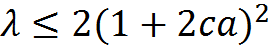 𝜆 ≤ 2(1 + 2𝑐𝑎)²